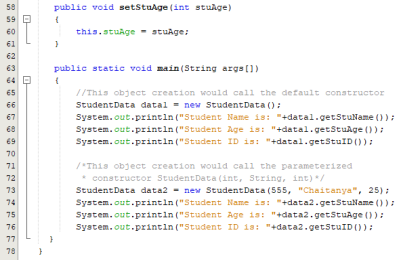 58 public void setStuAge(int stuAge)
59 {
60 this.stuAge = stuAge;
61 }
62
63 public static void main(String args[])
64 {
65 //This object creation would call the default constructor
66 StudentData data1 = new StudentData();
67 System.out.println("Student Name is: "+data1.getStuName());
68 System.out.println("Student Age is: "+data1.getStuAge());
69 System.out.println("Student ID is: "+data1.getStuID());
70
71 /*This object creation would call the parameterized
72 * constructor StudentData(int, String, int)*/
73 StudentData data2 = new StudentData(555, "Chaitanya", 25);
74 System.out.println("Student Name is: "+data2.getStuName());
75 System.out.println("Student Age is: "+data2.getStuAge());
76 System.out.println("Student ID is: "+data2.getStuID());
77 }
78 }